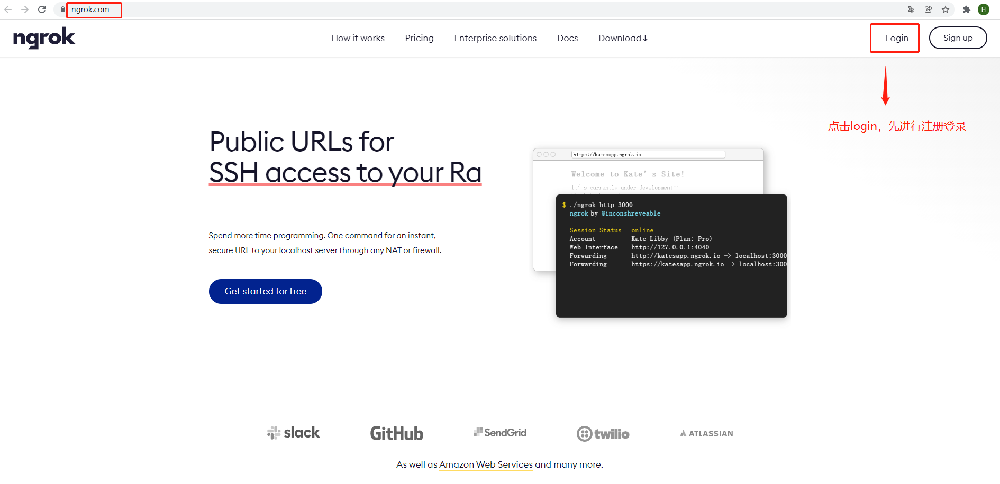 ngrok.com
H
ngrok
How it works Pricing Enterprise solutions Docs Download↓
Login
Sign up
点击login，先进行注册登录
Public URLs for
SSH access to your Ra
Spend more time programming. One command for an instant,
secure URL to your localhost server through any NAT or firewall.
Get started for free
https://katesapp.ngrok.io
Welcome to Kate's Site!
It's currently under development…
$ ./ngrok http 3000
ngrok by @inconshreveable
Session Status online
Account Kate Libby (Plan: Pro)
Web Interface http://127.0.0.1:4040
Forwarding http://katesapp.ngrok.io -> localhost:3000
Forwarding https://katesapp.ngrok.io -> localhost:300
slack GitHub SendGrid twilio ATLASSIAN
As well as Amazon Web Services and many more.